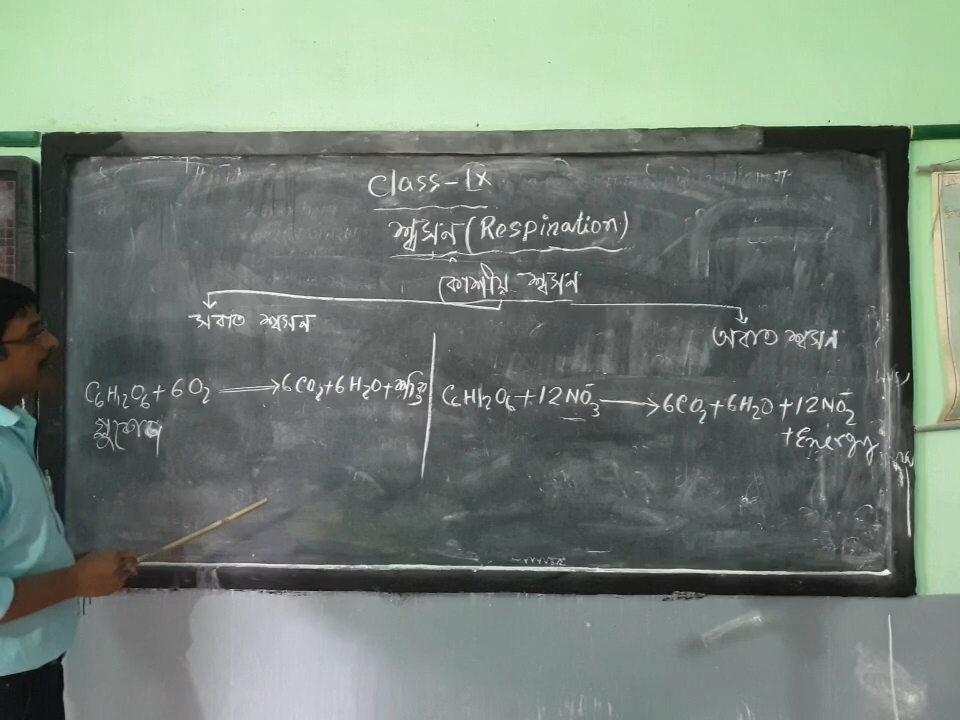 Class-IX
শ্বসন (Respiration)
কোশীয় শ্বসন
সবাত শ্বসন
অবাত শ্বসন
C6H12O6 + 6O2 ⟶ 6CO2 + 6H2O + শক্তি
গ্লুকোজ
C6H12O6 + 12NO3⁻ ⟶ 6CO2 + 6H2O + 12NO2⁻
+ Energy